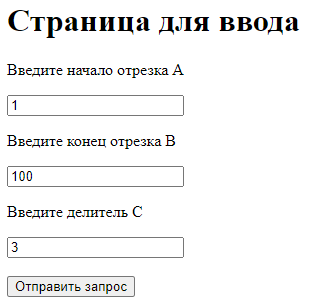 Страница для ввода
Введите начало отрезка A
1
Введите конец отрезка B
100
Введите делитель C
3
Отправить запрос